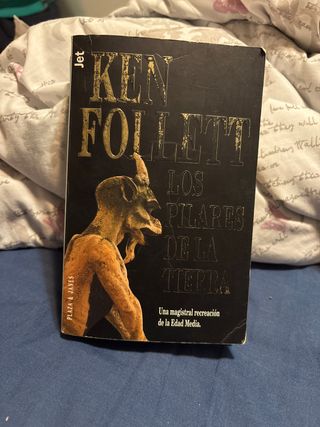 Jet
KEN
FOLLETT
LOS
PILARES
DE LA
TIERRA
Una magistral recreación
de la Edad Media.
PLAZA & JANES